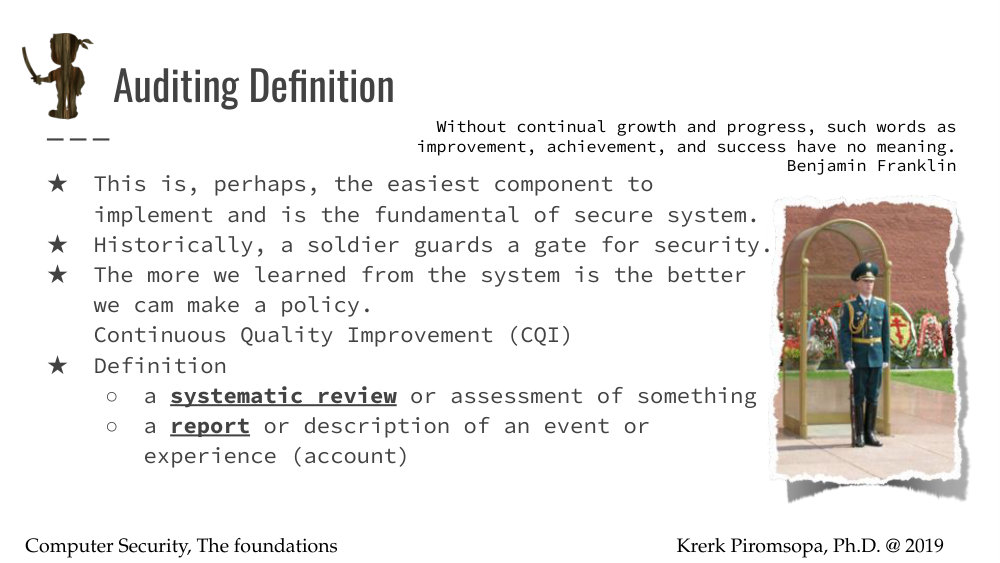 Auditing Definition
Without continual growth and progress, such words as
improvement, achievement, and success have no meaning.
Benjamin Franklin
★ This is, perhaps, the easiest component to
implement and is the fundamental of secure system.
★ Historically, a soldier guards a gate for security.
★ The more we learned from the system is the better
we cam make a policy.
Continuous Quality Improvement (CQI)
★ Definition
○ a systematic review or assessment of something
○ a report or description of an event or
experience (account)
Computer Security, The foundations
Krerk Piromsopa, Ph.D. @ 2019